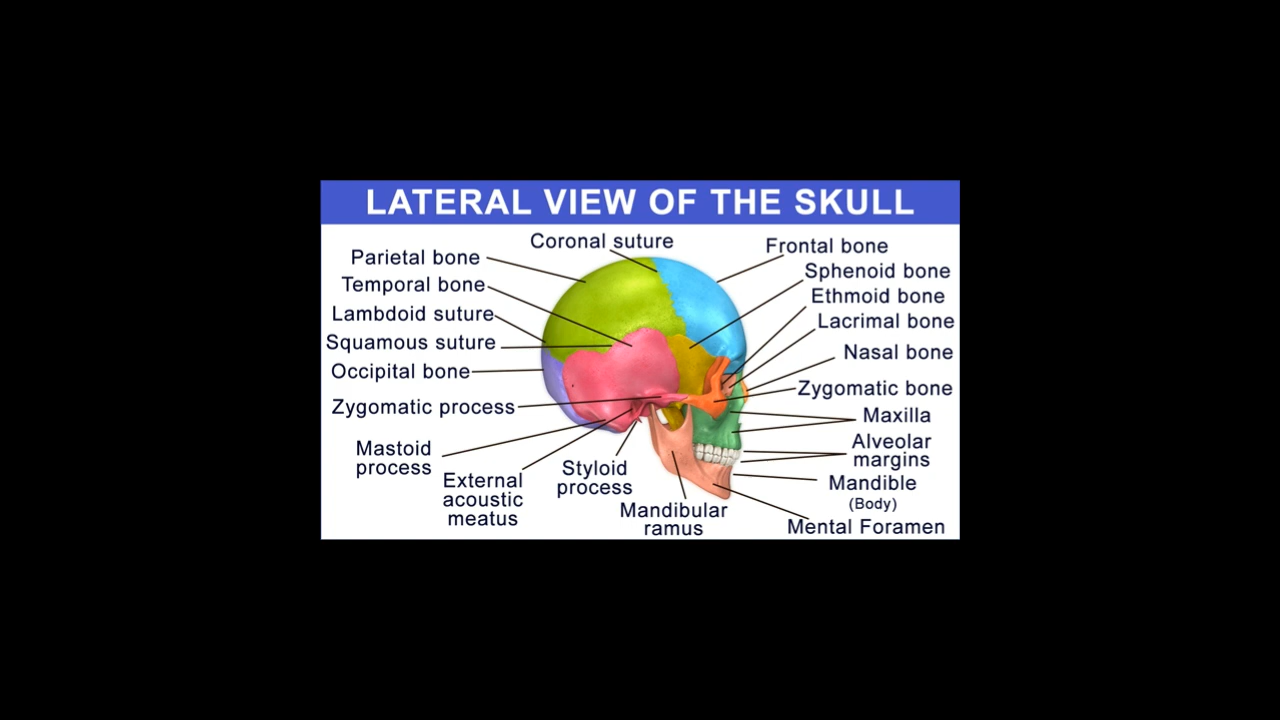 LATERAL VIEW OF THE SKULL
Coronal suture
Parietal bone
Temporal bone
Lambdoid suture
Squamous suture
Occipital bone
Zygomatic process
Mastoid
process
External
acoustic
meatus
Styloid
process
Mandibular
ramus
Frontal bone
Sphenoid bone
Ethmoid bone
Lacrimal bone
Nasal bone
Zygomatic bone
Maxilla
Alveolar
margins
Mandible
(Body)
Mental Foramen